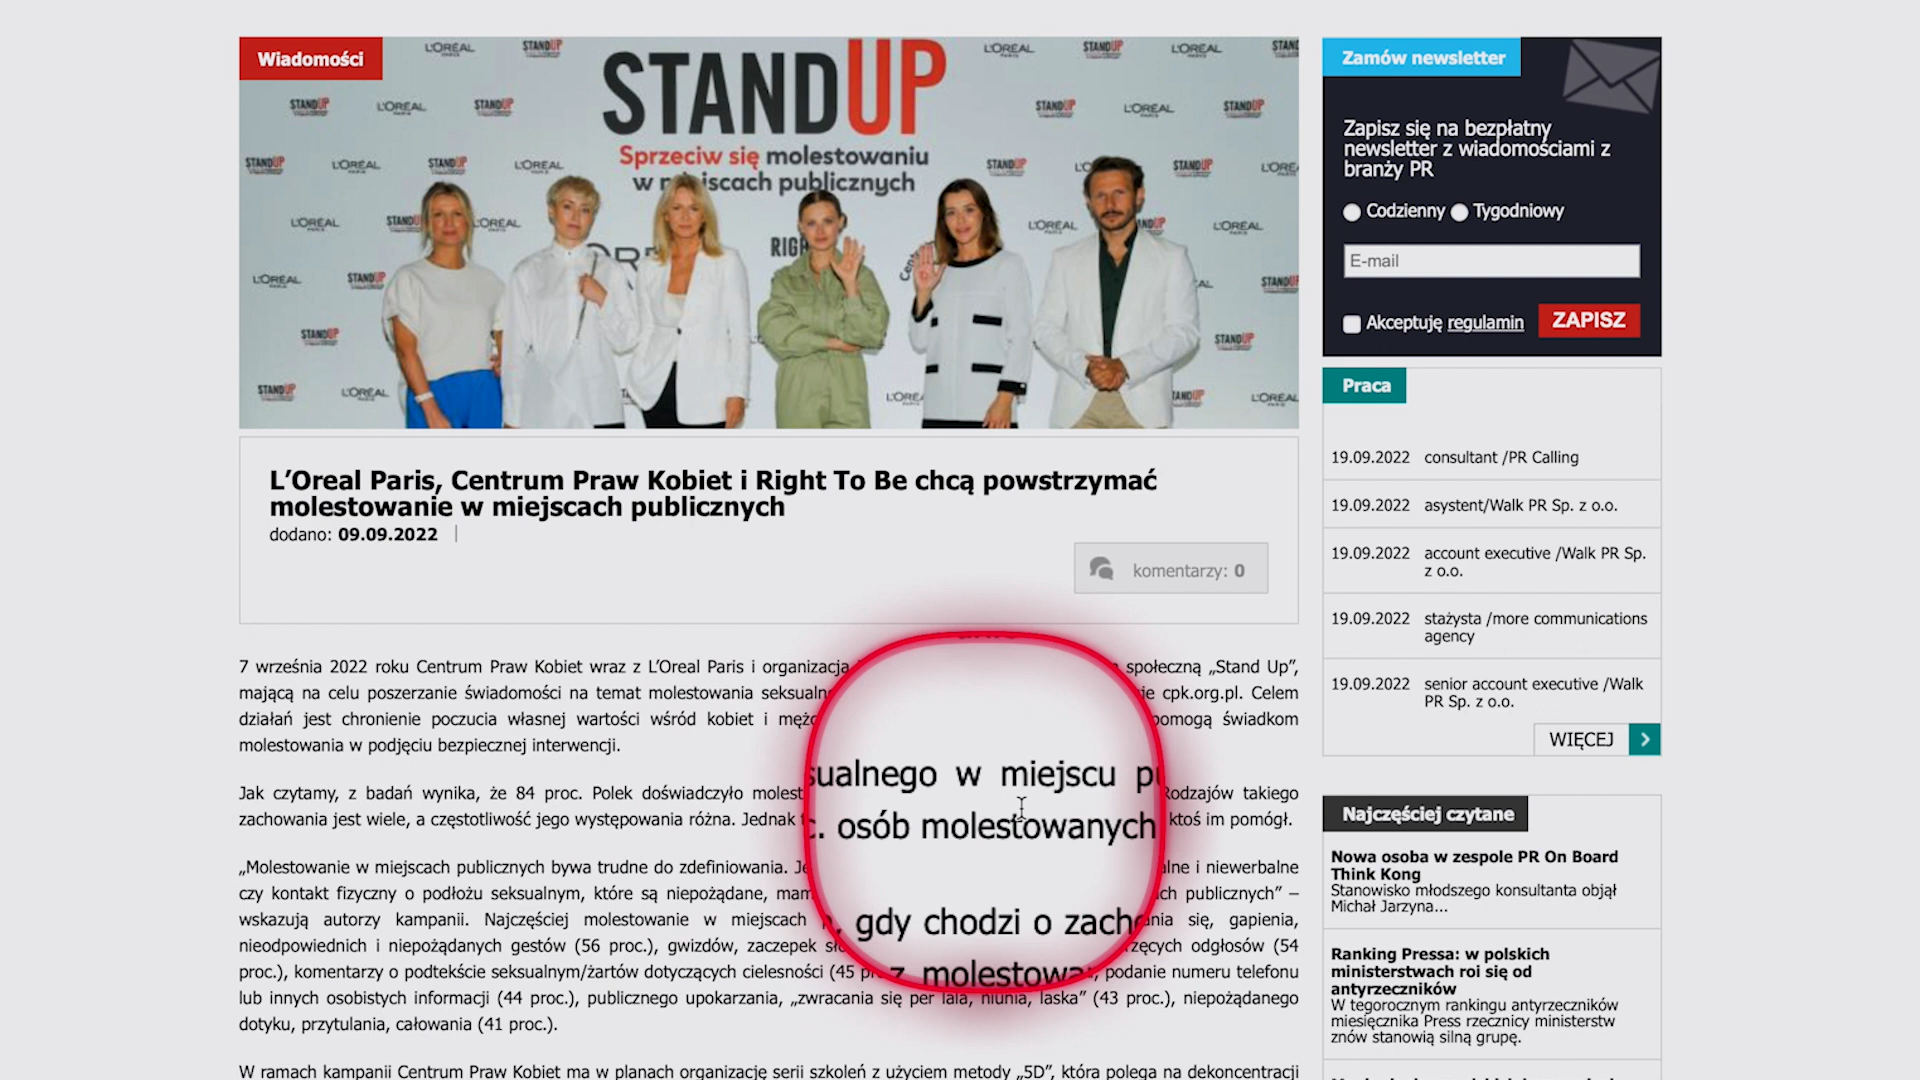 Wiadomości
STANDUP
Sprzeciw się molestowaniu
w miejscach publicznych
L'ORÉAL
RIGH
L'Oreal Paris, Centrum Praw Kobiet i Right To Be chcą powstrzymać
molestowanie w miejscach publicznych
dodano: 09.09.2022
komentarzy: 0
7 września 2022 roku Centrum Praw Kobiet wraz z L'Oreal Paris i organizacją społeczną „Stand Up”,
mającą na celu poszerzanie świadomości na temat molestowania cpk.org.pl. Celem
działań jest chronienie poczucia własnej wartości wśród kobiet i pomogą świadkom
molestowania w podjęciu bezpiecznej interwencji.
Jak czytamy, z badań wynika, że 84 proc. Polek doświadczyło Rodzajów takiego
zachowania jest wiele, a częstotliwość jego występowania różna. Jednak ktoś im pomógł.
sualnego w miejscu
osób molestowanych
„Molestowanie w miejscach publicznych bywa trudne do zdefiniowania. i niewerbalne
czy kontakt fizyczny o podłożu seksualnym, które są niepożądane, publicznych” –
wskazują autorzy kampanii. Najczęściej molestowanie w miejscach się, gapienia,
gdy chodzi o
nieodpowiednich i niepożądanych gestów (56 proc.), gwizdów, zaczepek odgłosów (54
proc.), komentarzy o podtekście seksualnym/żartów dotyczących cielesności (45 podanie numeru telefonu
z
lub innych osobistych informacji (44 proc.), publicznego upokarzania, „zwracania się per lala, niunia, laska” (43 proc.), niepożądanego
dotyku, przytulania, całowania (41 proc.).
W ramach kampanii Centrum Praw Kobiet ma w planach organizację serii szkoleń z użyciem metody „5D”, która polega na dekoncentracji
Zamów newsletter
Zapisz się na bezpłatny
newsletter z wiadomościami z
branży PR
Codzienny Tygodniowy
E-mail
Akceptuję regulamin ZAPISZ
Praca
19.09.2022 consultant /PR Calling
19.09.2022 asystent/Walk PR Sp. z o.o.
19.09.2022 account executive /Walk PR Sp.
z o.o.
19.09.2022 stażysta /more communications
agency
19.09.2022 senior account executive /Walk
PR Sp. z o.o.
WIĘCEJ
Najczęściej czytane
Nowa osoba w zespole PR On Board
Think Kong
Stanowisko młodszego konsultanta objął
Michał Jarzyna...
Ranking Pressa: w polskich
ministerstwach roi się od
antyrzeczników
W tegorocznym rankingu antyrzeczników
miesięcznika Press rzecznicy ministerstw
znów stanowią silną grupę.